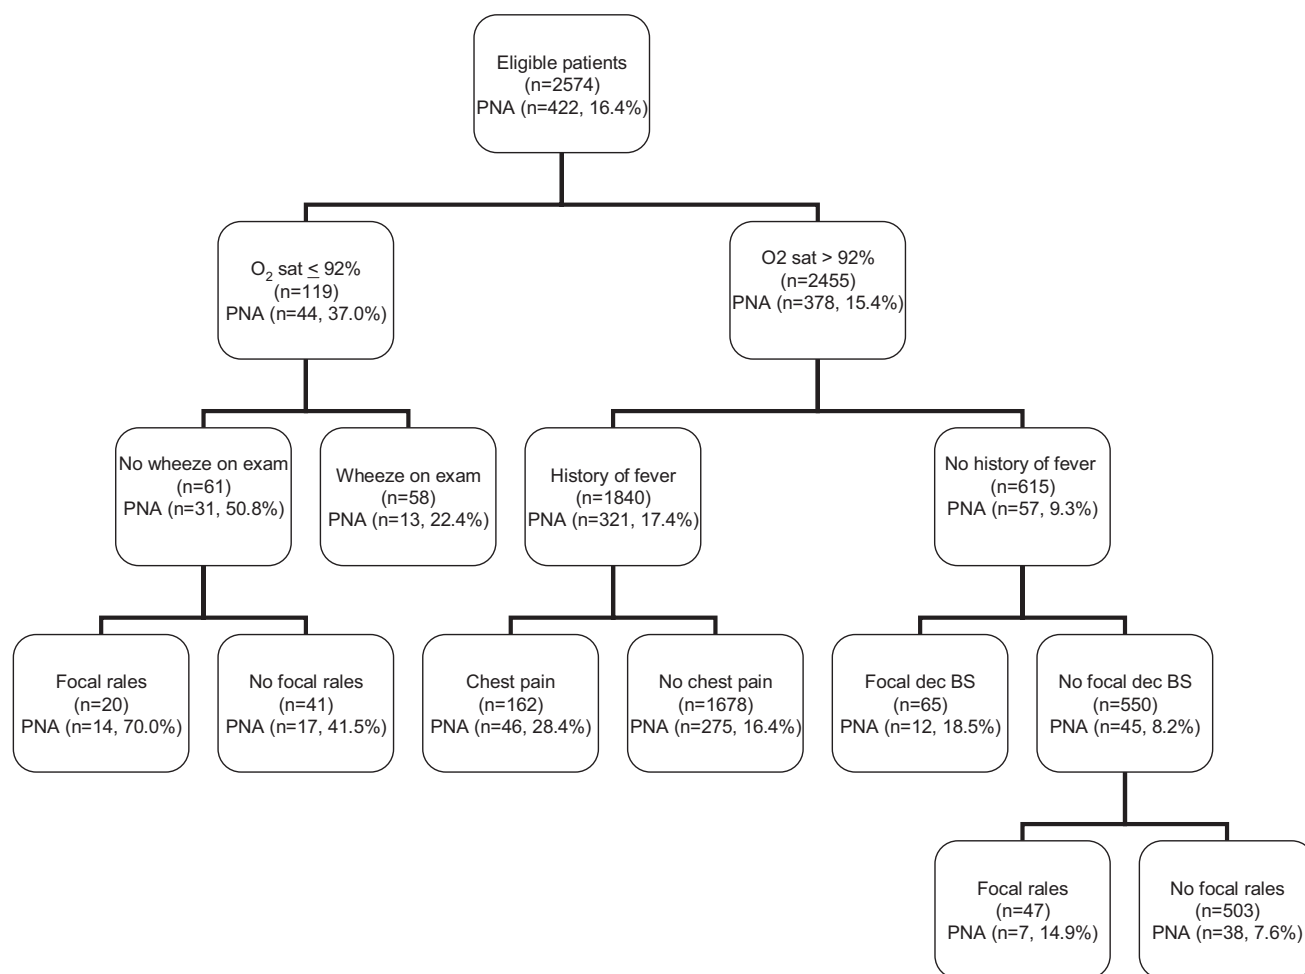 Eligible patients
(n=2574)
PNA (n=422, 16.4%)
O₂ sat ≤ 92%
(n=119)
PNA (n=44, 37.0%)
O2 sat > 92%
(n=2455)
PNA (n=378, 15.4%)
No wheeze on exam
(n=61)
PNA (n=31, 50.8%)
Wheeze on exam
(n=58)
PNA (n=13, 22.4%)
History of fever
(n=1840)
PNA (n=321, 17.4%)
No history of fever
(n=615)
PNA (n=57, 9.3%)
Focal rales
(n=20)
PNA (n=14, 70.0%)
No focal rales
(n=41)
PNA (n=17, 41.5%)
Chest pain
(n=162)
PNA (n=46, 28.4%)
No chest pain
(n=1678)
PNA (n=275, 16.4%)
Focal dec BS
(n=65)
PNA (n=12, 18.5%)
No focal dec BS
(n=550)
PNA (n=45, 8.2%)
Focal rales
(n=47)
PNA (n=7, 14.9%)
No focal rales
(n=503)
PNA (n=38, 7.6%)